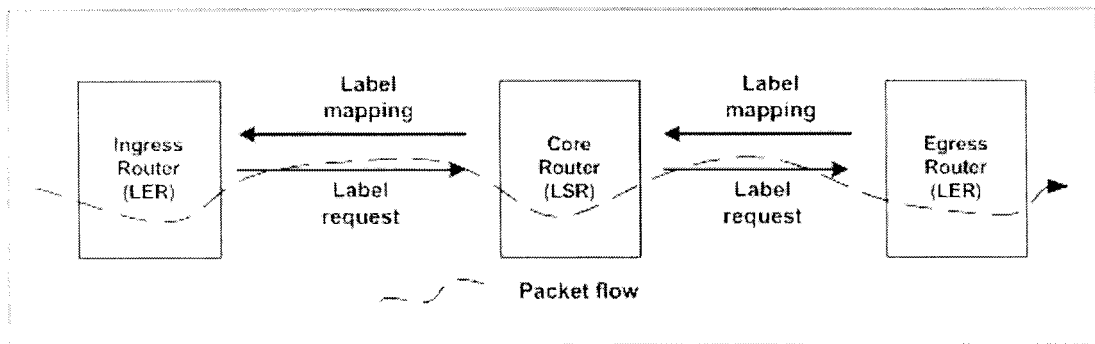 Label
mapping
Label
mapping
Ingress
Router
(LER)
Core
Router
(LSR)
Egress
Router
(LER)
Label
request
Label
request
Packet flow